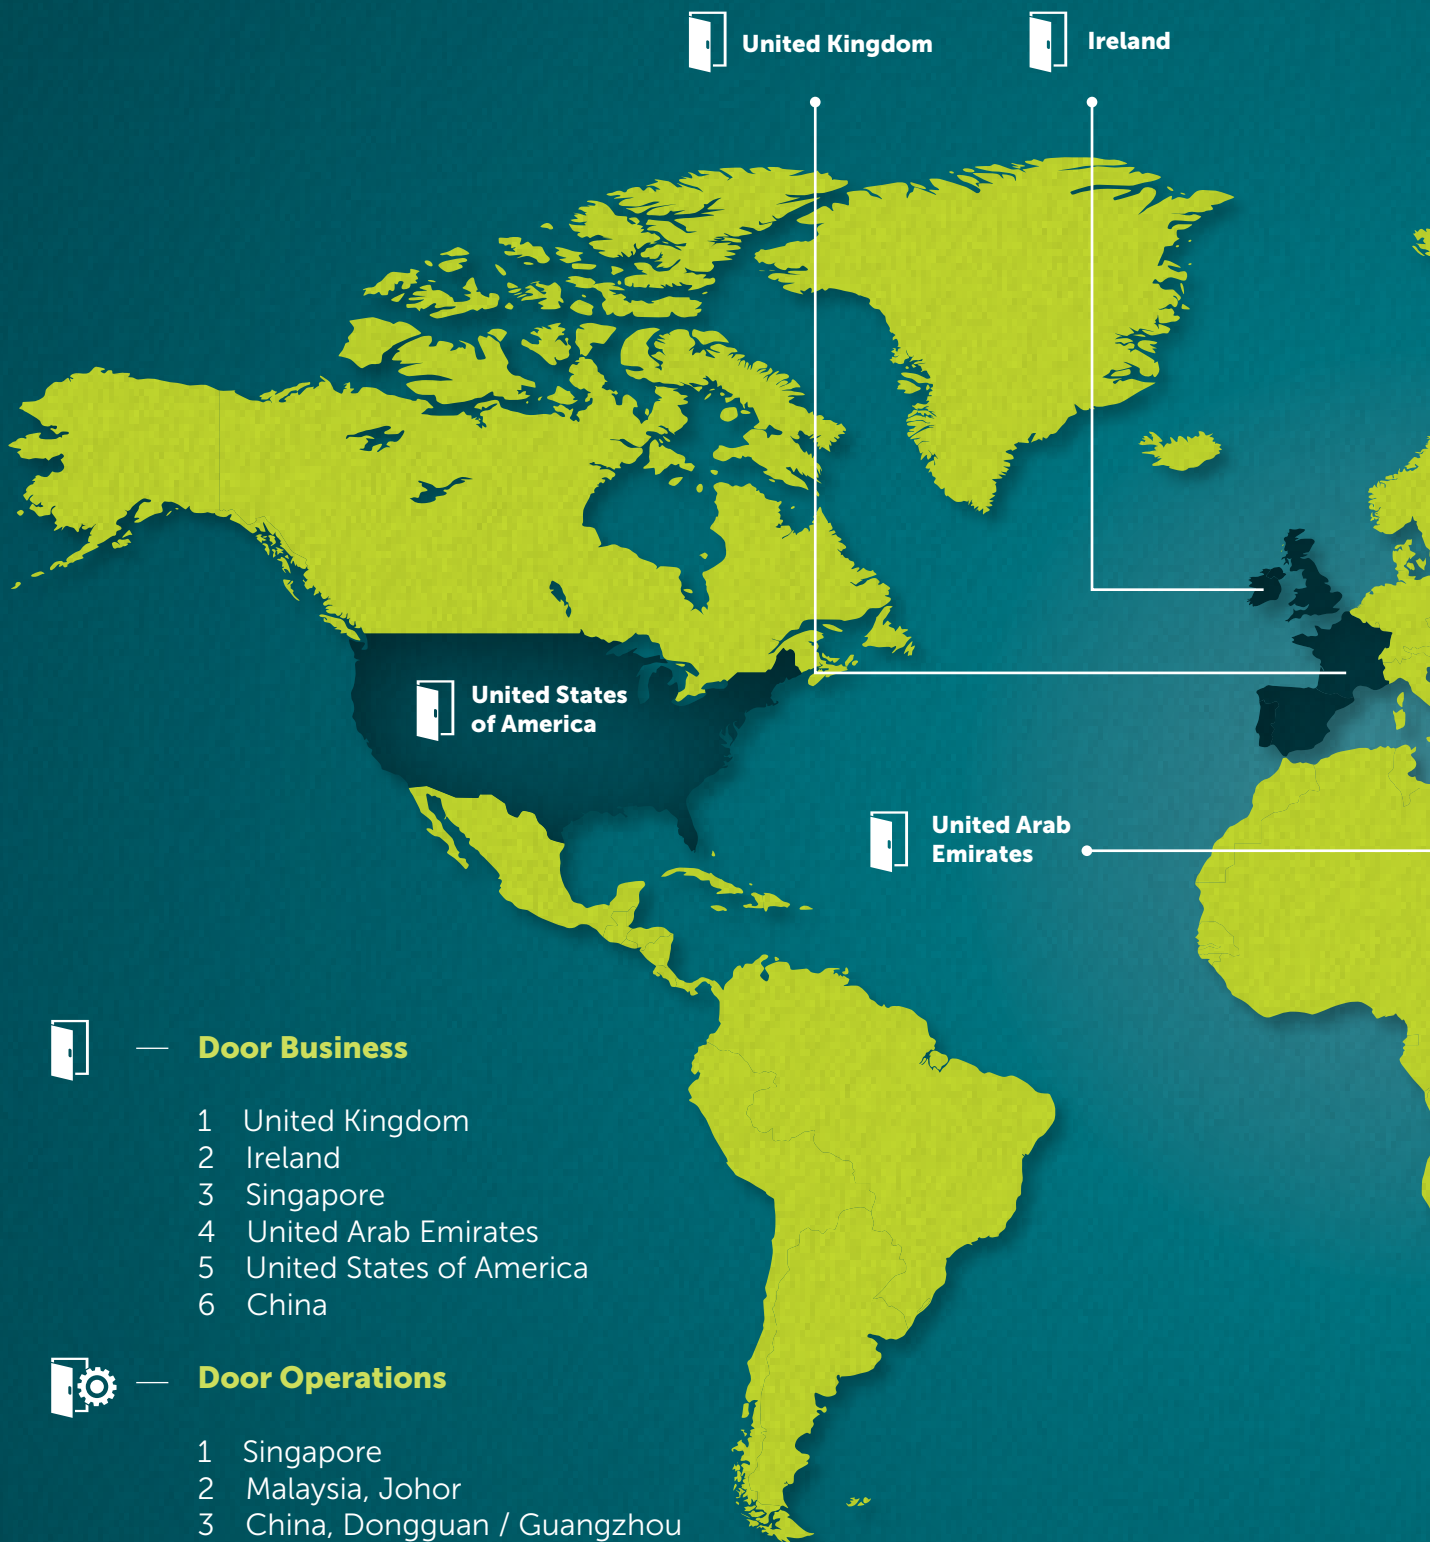 United Kingdom
Ireland
United States
of America
United Arab
Emirates
Door Business
1 United Kingdom
2 Ireland
3 Singapore
4 United Arab Emirates
5 United States of America
6 China
Door Operations
1 Singapore
2 Malaysia, Johor
3 China, Dongguan / Guangzhou